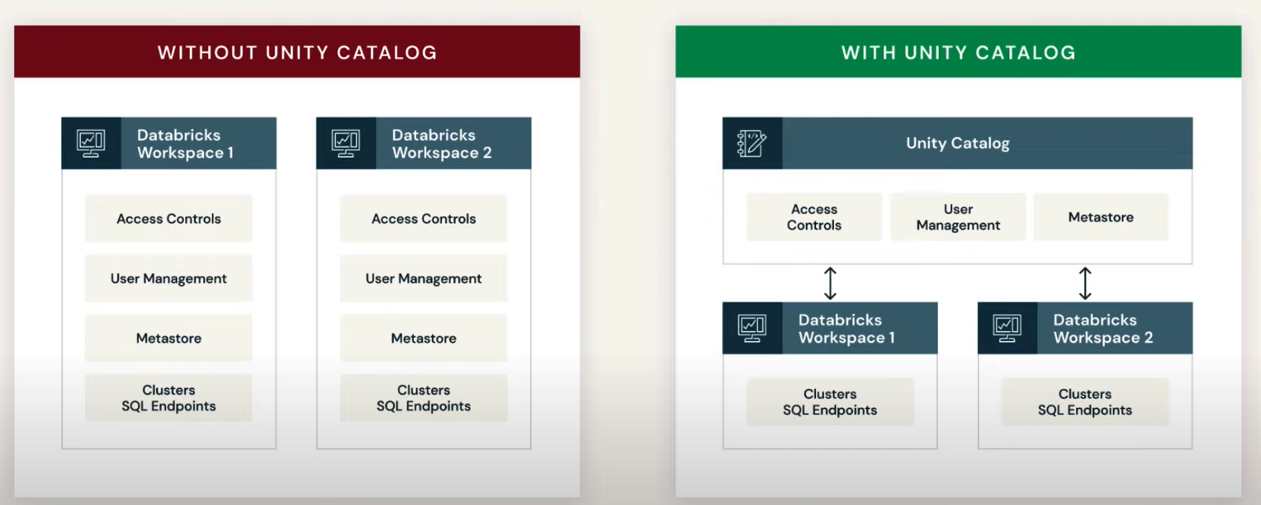 WITHOUT UNITY CATALOG
Databricks
Workspace 1
Access Controls
User Management
Metastore
Clusters
SQL Endpoints
Databricks
Workspace 2
Access Controls
User Management
Metastore
Clusters
SQL Endpoints
WITH UNITY CATALOG
Unity Catalog
Access
Controls
User
Management
Metastore
Databricks
Workspace 1
Clusters
SQL Endpoints
Databricks
Workspace 2
Clusters
SQL Endpoints